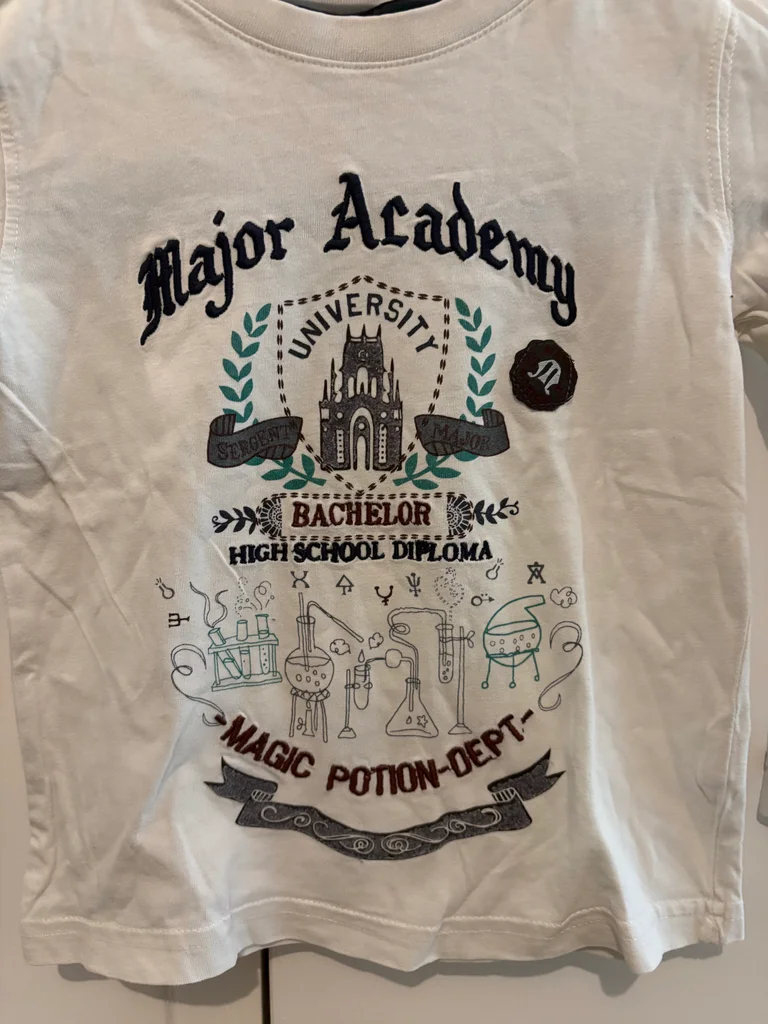 Major Academy
UNIVERSITY
M
"SERGENT"
"MAJOR"
BACHELOR
HIGH SCHOOL DIPLOMA
-MAGIC POTION-DEPT.-